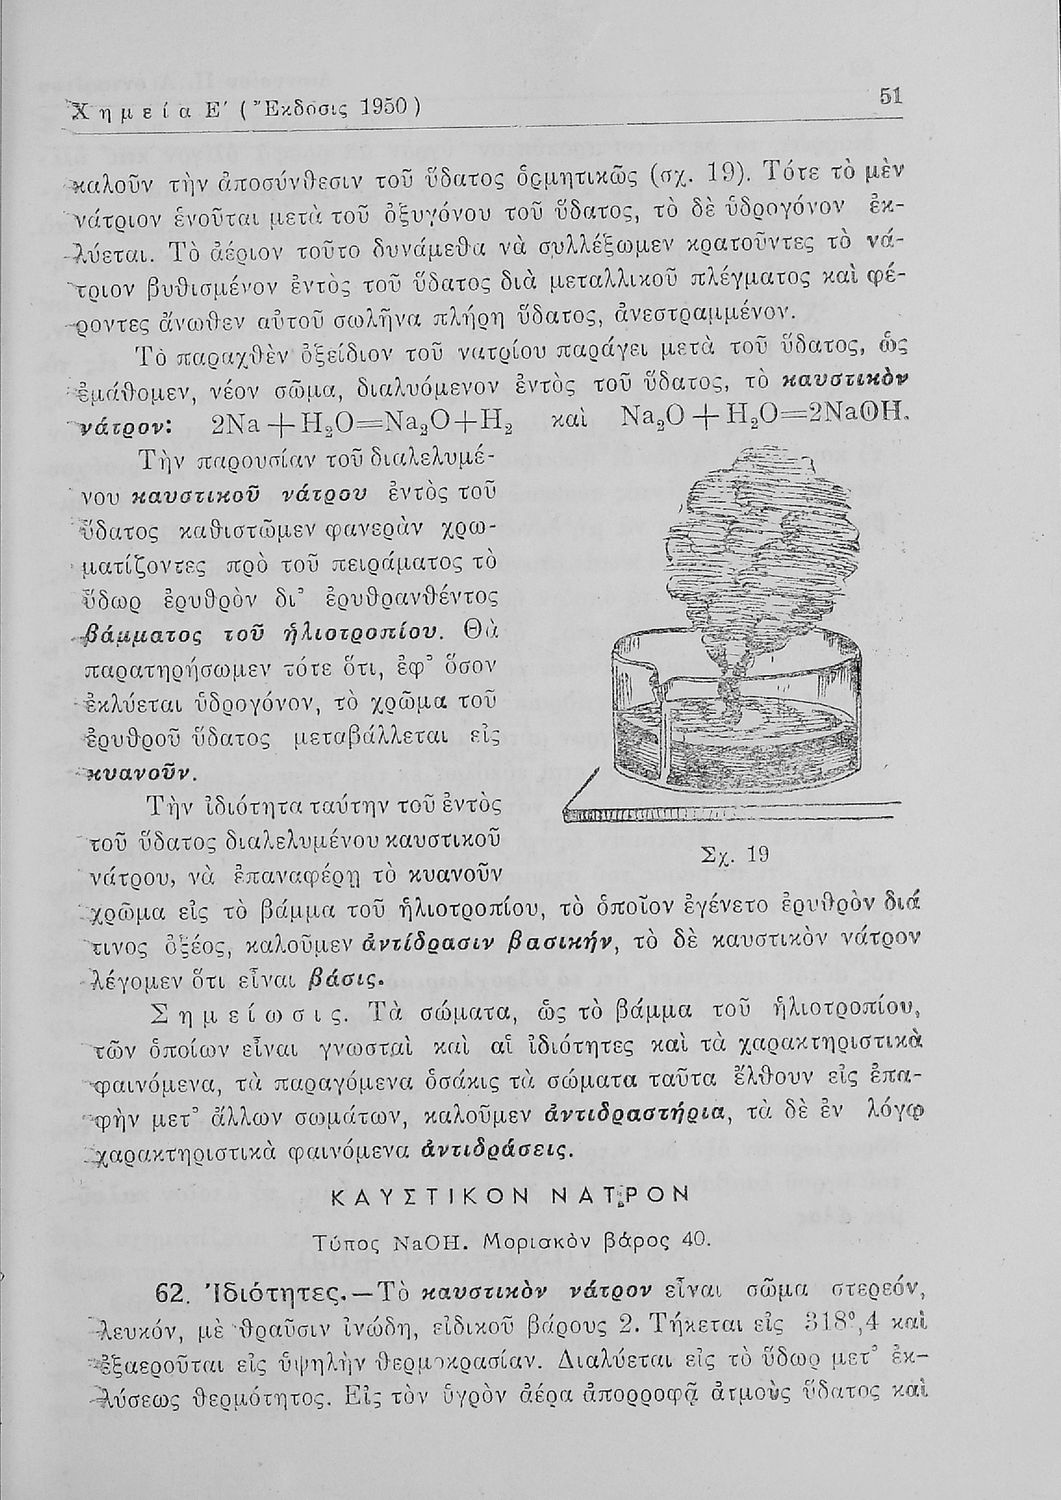 Χημεία Ε′ (Ἔκδοσις 1950) 51
καλοῦν τὴν ἀποσύνθεσιν τοῦ ὕδατος ὁρμητικῶς (σχ. 19). Τότε τὸ μὲν
νάτριον ἑνοῦται μετὰ τοῦ ὀξυγόνου τοῦ ὕδατος, τὸ δὲ ὑδρογόνον ἐκ-
λύεται. Τὸ ἀέριον τοῦτο δυνάμεθα νὰ συλλέξωμεν κρατοῦντες τὸ νά-
τριον βυθισμένον ἐντὸς τοῦ ὕδατος διὰ μεταλλικοῦ πλέγματος καὶ φέ-
ροντες ἄνωθεν αὐτοῦ σωλῆνα πλήρη ὕδατος, ἀνεστραμμένον.
Τὸ παραχθὲν ὀξείδιον τοῦ νατρίου παράγει μετὰ τοῦ ὕδατος, ὡς
ἐμάθομεν, νέον σῶμα, διαλυόμενον ἐντὸς τοῦ ὕδατος, τὸ καυστικὸν
νάτρον: 2Na + H₂O=Na₂O+H₂ καὶ Na₂O + H₂O=2NaOH.
Τὴν παρουσίαν τοῦ διαλελυμέ-
νου καυστικοῦ νάτρου ἐντὸς τοῦ
ὕδατος καθιστῶμεν φανερὰν χρω-
ματίζοντες πρὸ τοῦ πειράματος τὸ
ὕδωρ ἐρυθρὸν δι’ ἐρυθρανθέντος
βάμματος τοῦ ἡλιοτροπίου. Θὰ
παρατηρήσωμεν τότε ὅτι, ἐφ’ ὅσον
ἐκλύεται ὑδρογόνον, τὸ χρῶμα τοῦ
ἐρυθροῦ ὕδατος μεταβάλλεται εἰς
κυανοῦν.
Τὴν ἰδιότητα ταύτην τοῦ ἐντὸς
τοῦ ὕδατος διαλελυμένου καυστικοῦ
νάτρου, νὰ ἐπαναφέρῃ τὸ κυανοῦν
Σχ. 19
χρῶμα εἰς τὸ βάμμα τοῦ ἡλιοτροπίου, τὸ ὁποῖον ἐγένετο ἐρυθρὸν διά
τινος ὀξέος, καλοῦμεν ἀντίδρασιν βασικήν, τὸ δὲ καυστικὸν νάτρον
λέγομεν ὅτι εἶναι βάσις.
Σημείωσις. Τὰ σώματα, ὡς τὸ βάμμα τοῦ ἡλιοτροπίου,
τῶν ὁποίων εἶναι γνωσταὶ καὶ αἱ ἰδιότητες καὶ τὰ χαρακτηριστικὰ
φαινόμενα, τὰ παραγόμενα ὁσάκις τὰ σώματα ταῦτα ἔλθουν εἰς ἐπα-
φὴν μετ’ ἄλλων σωμάτων, καλοῦμεν ἀντιδραστήρια, τὰ δὲ ἐν λόγῳ
χαρακτηριστικὰ φαινόμενα ἀντιδράσεις.
ΚΑΥΣΤΙΚΟΝ ΝΑΤΡΟΝ
Τύπος NaOH. Μοριακὸν βάρος 40.
62. Ἰδιότητες.—Τὸ καυστικὸν νάτρον εἶναι σῶμα στερεόν,
λευκόν, μὲ θραῦσιν ἰνώδη, εἰδικοῦ βάρους 2. Τήκεται εἰς 318°,4 καὶ
ἐξαεροῦται εἰς ὑψηλὴν θερμοκρασίαν. Διαλύεται εἰς τὸ ὕδωρ μετ’ ἐκ-
λύσεως θερμότητος. Εἰς τὸν ὑγρὸν ἀέρα ἀπορροφᾷ ἀτμοὺς ὕδατος καὶ